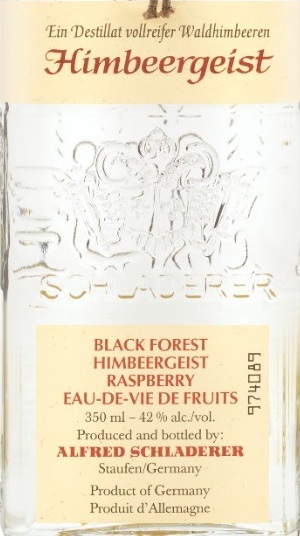 Ein Destillat vollreifer Waldhimbeeren
Himbeergeist
SCHLADERER
BLACK FOREST
HIMBEERGEIST
RASPBERRY
EAU-DE-VIE DE FRUITS
350 ml – 42 % alc./vol.
Produced and bottled by:
ALFRED SCHLADERER
Staufen/Germany
Product of Germany
Produit d'Allemagne
974089